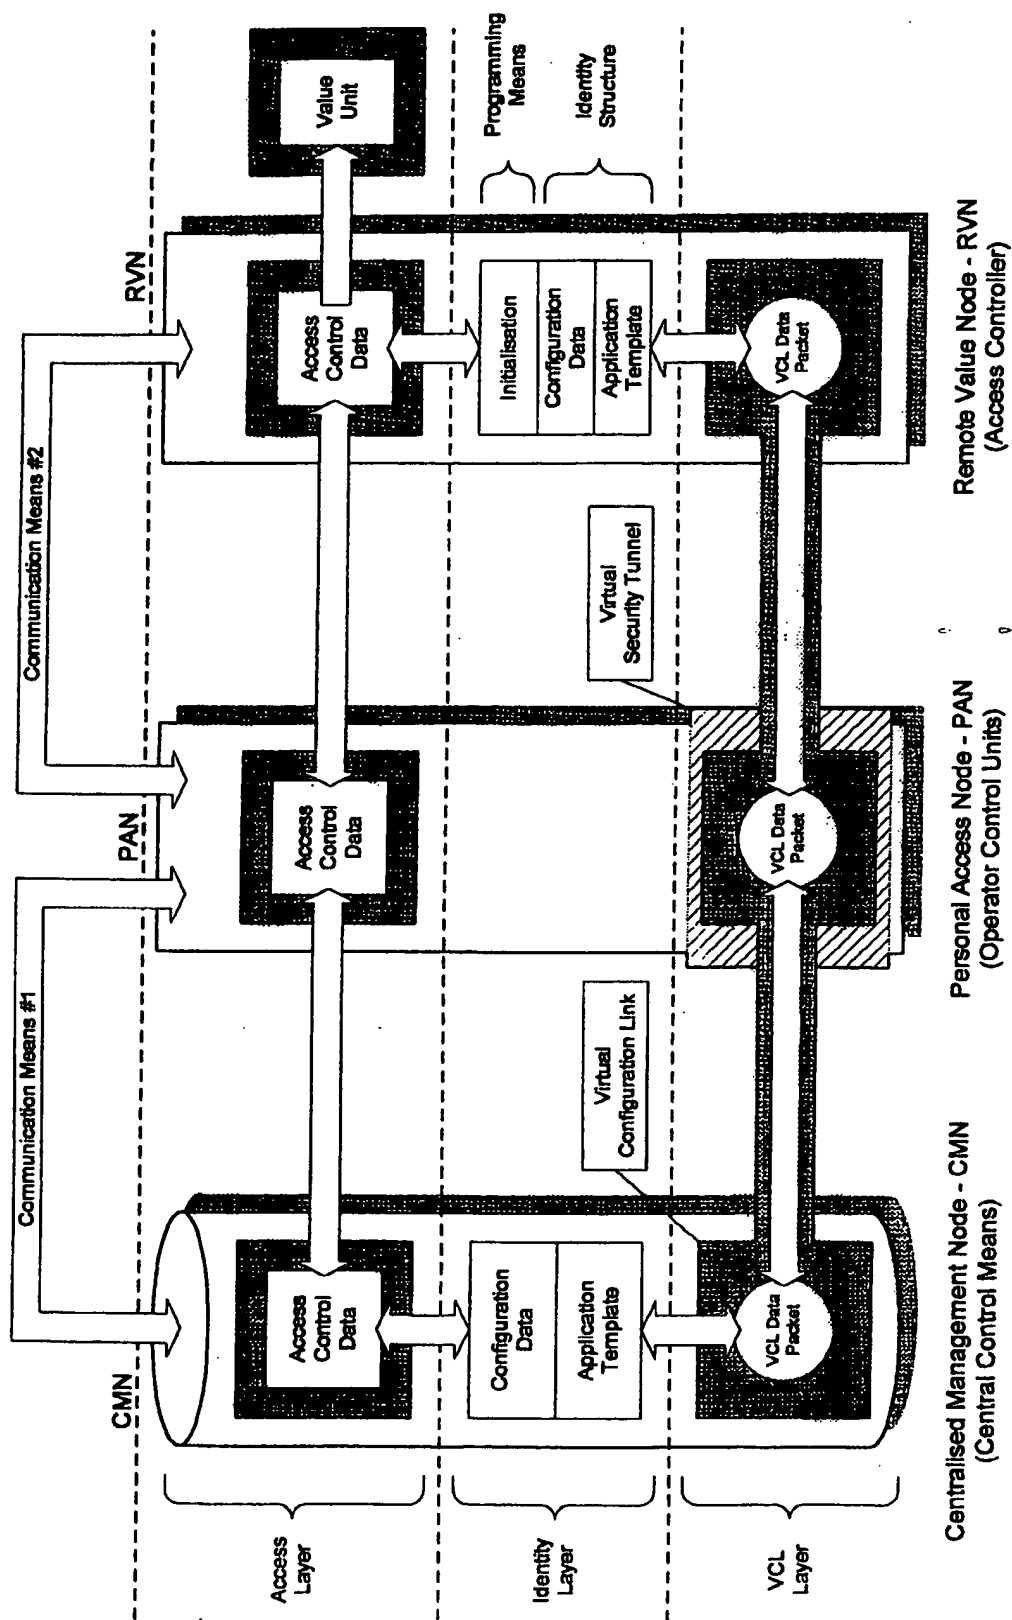 Communication Means #1
Communication Means #2
CMN
PAN
RVN
Access
Layer
Access
Control
Data
Access
Control
Data
Access
Control
Data
Value
Unit
Identity
Layer
Configuration
Data
Application
Template
Virtual
Configuration Link
Virtual
Security Tunnel
Initialisation
Configuration
Data
Application
Template
Programming
Means
Identity
Structure
VCL
Layer
VCL Data
Packet
VCL Data
Packet
VCL Data
Packet
Centralised Management Node - CMN
(Central Control Means)
Personal Access Node - PAN
(Operator Control Units)
Remote Value Node - RVN
(Access Controller)